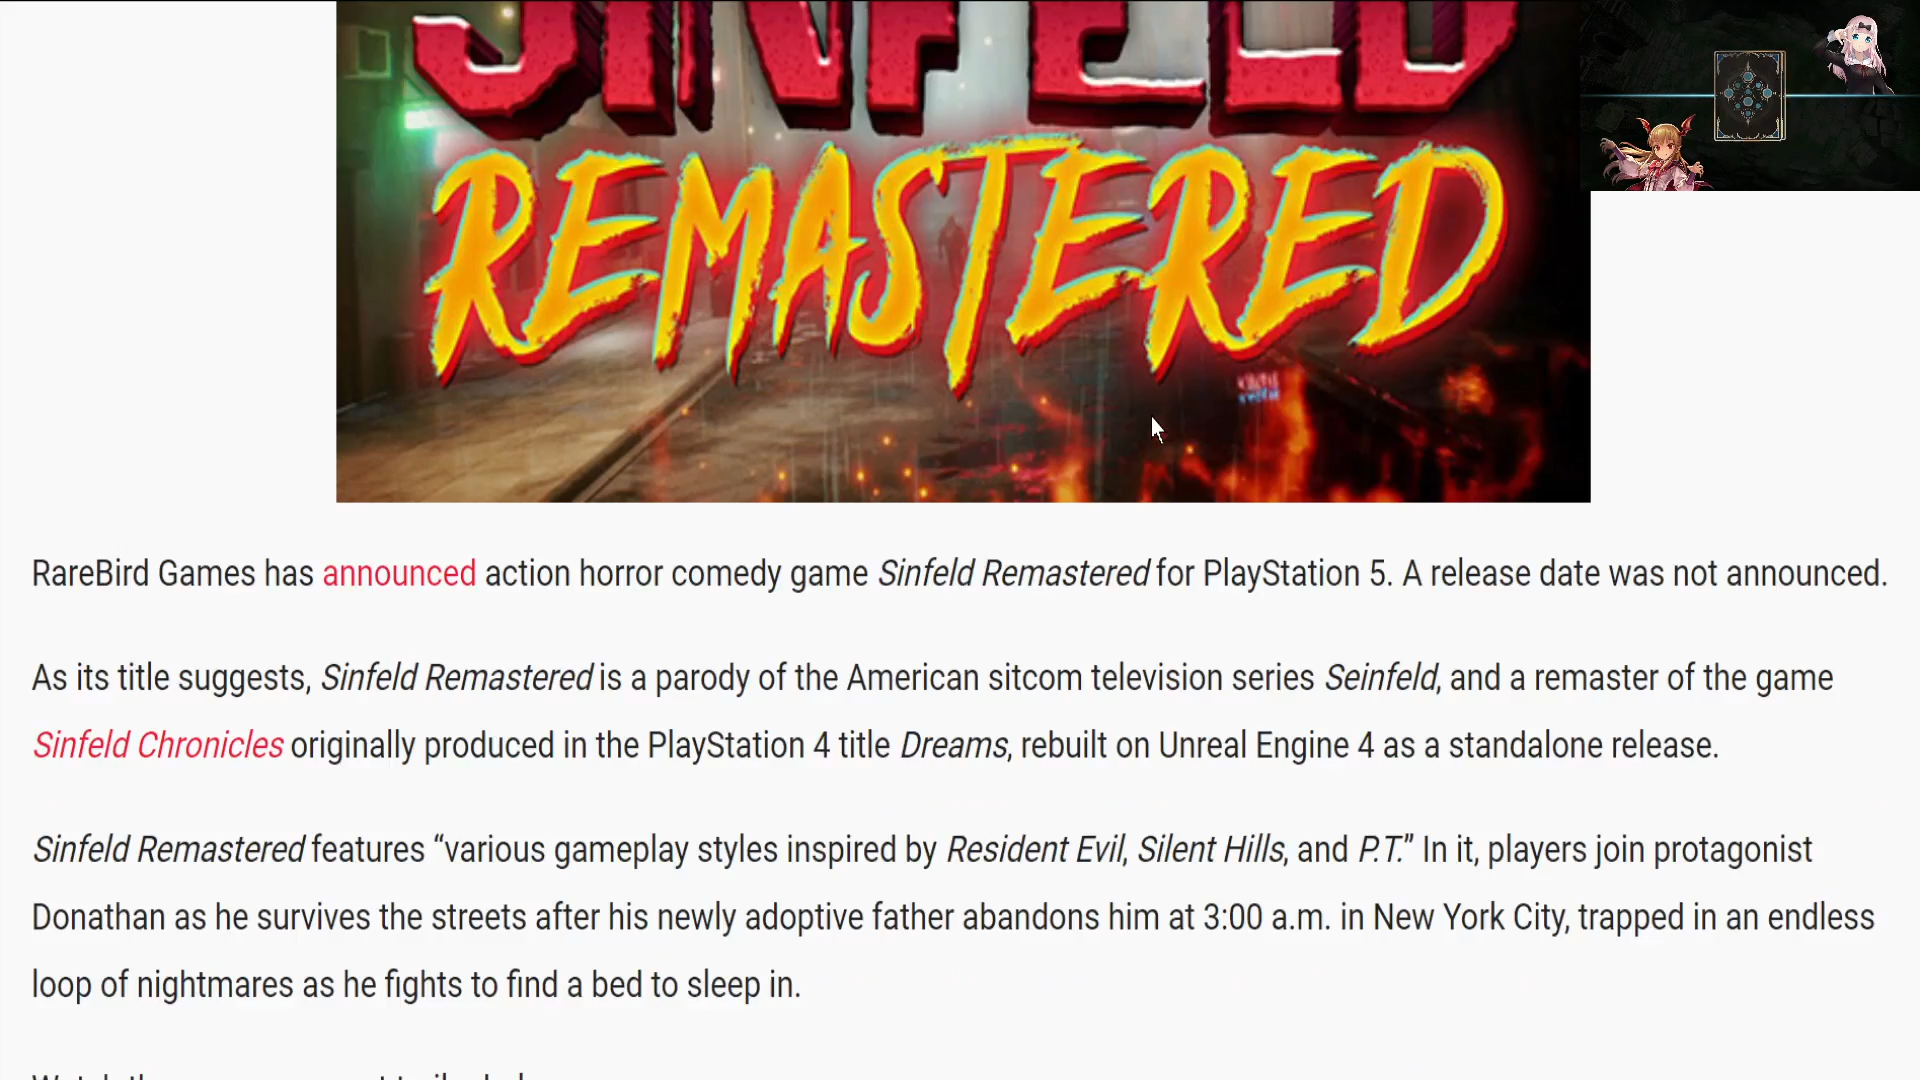 SINFELD
REMASTERED
RareBird Games has announced action horror comedy game Sinfeld Remastered for PlayStation 5. A release date was not announced.
As its title suggests, Sinfeld Remastered is a parody of the American sitcom television series Seinfeld, and a remaster of the game
Sinfeld Chronicles originally produced in the PlayStation 4 title Dreams, rebuilt on Unreal Engine 4 as a standalone release.
Sinfeld Remastered features “various gameplay styles inspired by Resident Evil, Silent Hills, and P.T.” In it, players join protagonist
Donathan as he survives the streets after his newly adoptive father abandons him at 3:00 a.m. in New York City, trapped in an endless
loop of nightmares as he fights to find a bed to sleep in.